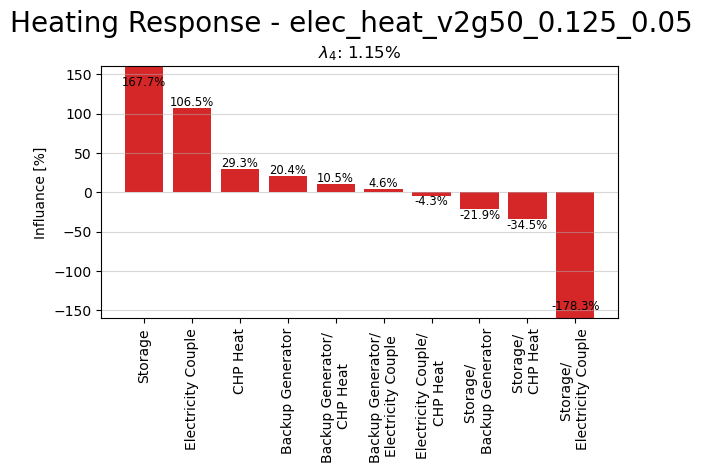 Heating Response - elec_heat_v2g50_0.125_0.05
λ4: 1.15%
Influance [%]
150
100
50
0
−50
−100
−150
167.7%
106.5%
29.3%
20.4%
10.5%
4.6%
-4.3%
-21.9%
-34.5%
-178.3%
Storage
Electricity Couple
CHP Heat
Backup Generator
Backup Generator/
CHP Heat
Backup Generator/
Electricity Couple
Electricity Couple/
CHP Heat
Storage/
Backup Generator
Storage/
CHP Heat
Storage/
Electricity Couple